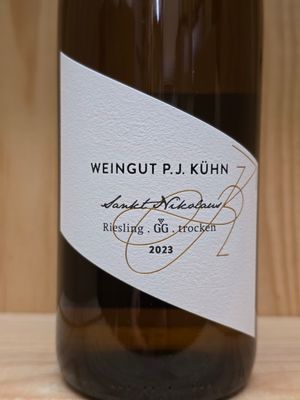 WEINGUT P.J. KÜHN
Sankt Nikolaus
Riesling . GG . trocken
2023